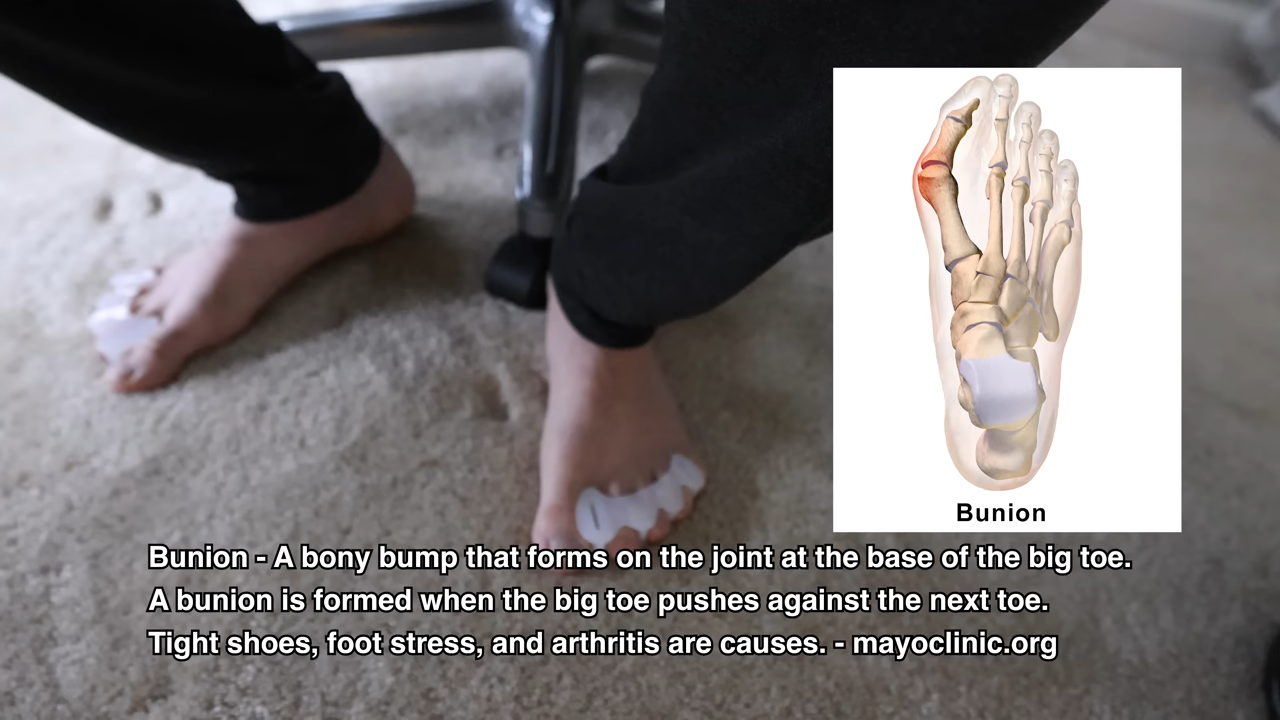 Bunion
Bunion - A bony bump that forms on the joint at the base of the big toe.
A bunion is formed when the big toe pushes against the next toe.
Tight shoes, foot stress, and arthritis are causes. - mayoclinic.org